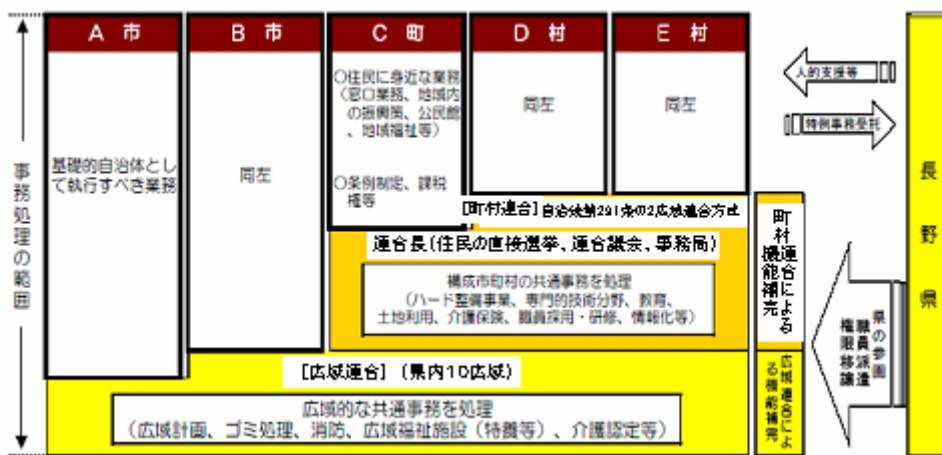 A 市
B 市
C 町
D 村
E 村
事務処理の範囲
基礎的自治体とし
て執行すべき業務
同左
○住民に身近な業務
(窓口業務、地域内
の振興策、公民館
、地域福祉等)
○条例制定、課税
権等
同左
同左
[町村連合]自治法第291条の2広域連合方式
連合長(住民の直接選挙、連合議会、事務局)
構成市町村の共通事務を処理
(ハード整備事業、専門的技術分野、教育、
土地利用、介護保険、職員採用・研修、情報化等)
[広域連合](県内10広域)
広域的な共通事務を処理
(広域計画、ゴミ処理、消防、広域福祉施設(特養等)、介護認定等)
町村連合による
機能補完
広域連合によ
る機能補完
人的支援等
特例事務受託
県の参画
職員派遣
権限移譲
長野県